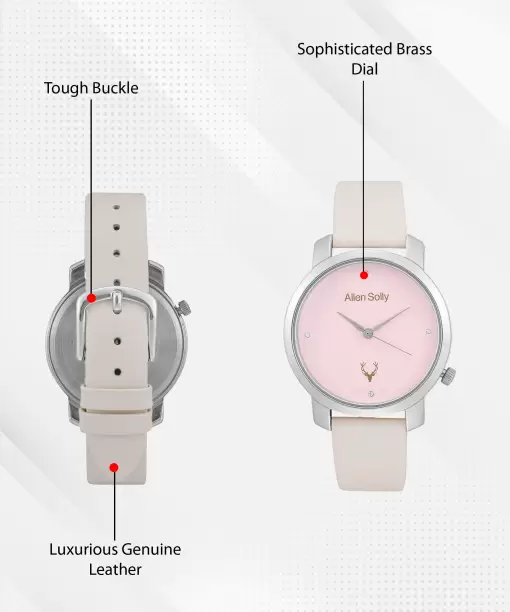 Sophisticated Brass
Dial
Tough Buckle
Allen Solly
Luxurious Genuine
Leather